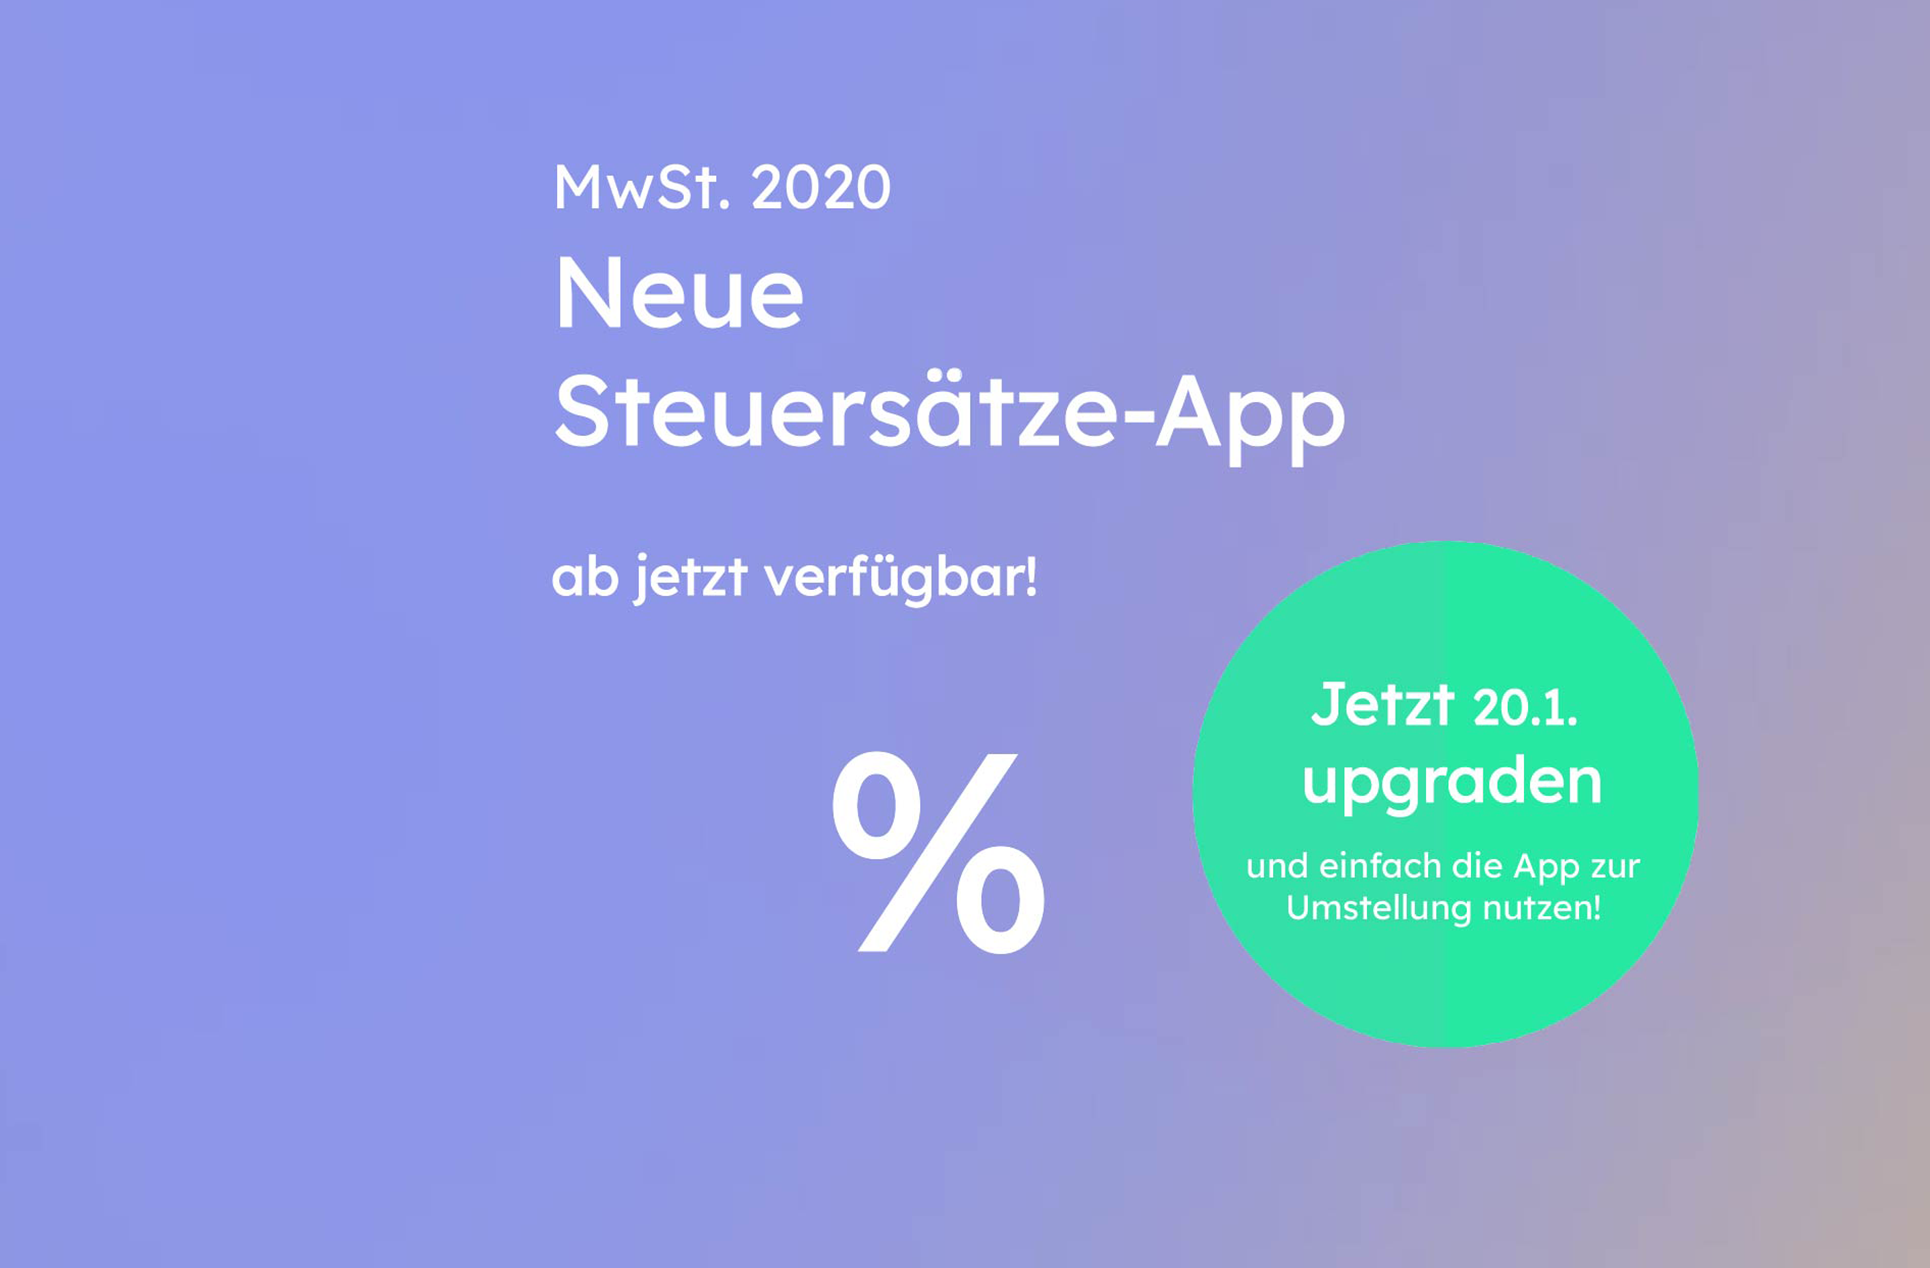 MwSt. 2020
Neue
Steuersätze-App
ab jetzt verfügbar!
%
Jetzt 20.1.
upgraden
und einfach die App zur
Umstellung nutzen!